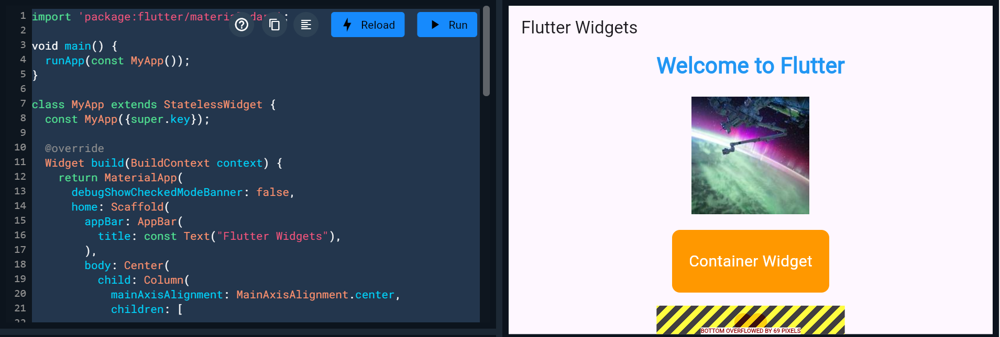 1 import 'package:flutter/material.dart';
2
3 void main() {
4 runApp(const MyApp());
5 }
6
7 class MyApp extends StatelessWidget {
8 const MyApp({super.key});
9
10 @override
11 Widget build(BuildContext context) {
12 return MaterialApp(
13 debugShowCheckedModeBanner: false,
14 home: Scaffold(
15 appBar: AppBar(
16 title: const Text("Flutter Widgets"),
17 ),
18 body: Center(
19 child: Column(
20 mainAxisAlignment: MainAxisAlignment.center,
21 children: [
Reload
Run
Flutter Widgets
Welcome to Flutter
Container Widget
BOTTOM OVERFLOWED BY 69 PIXELS